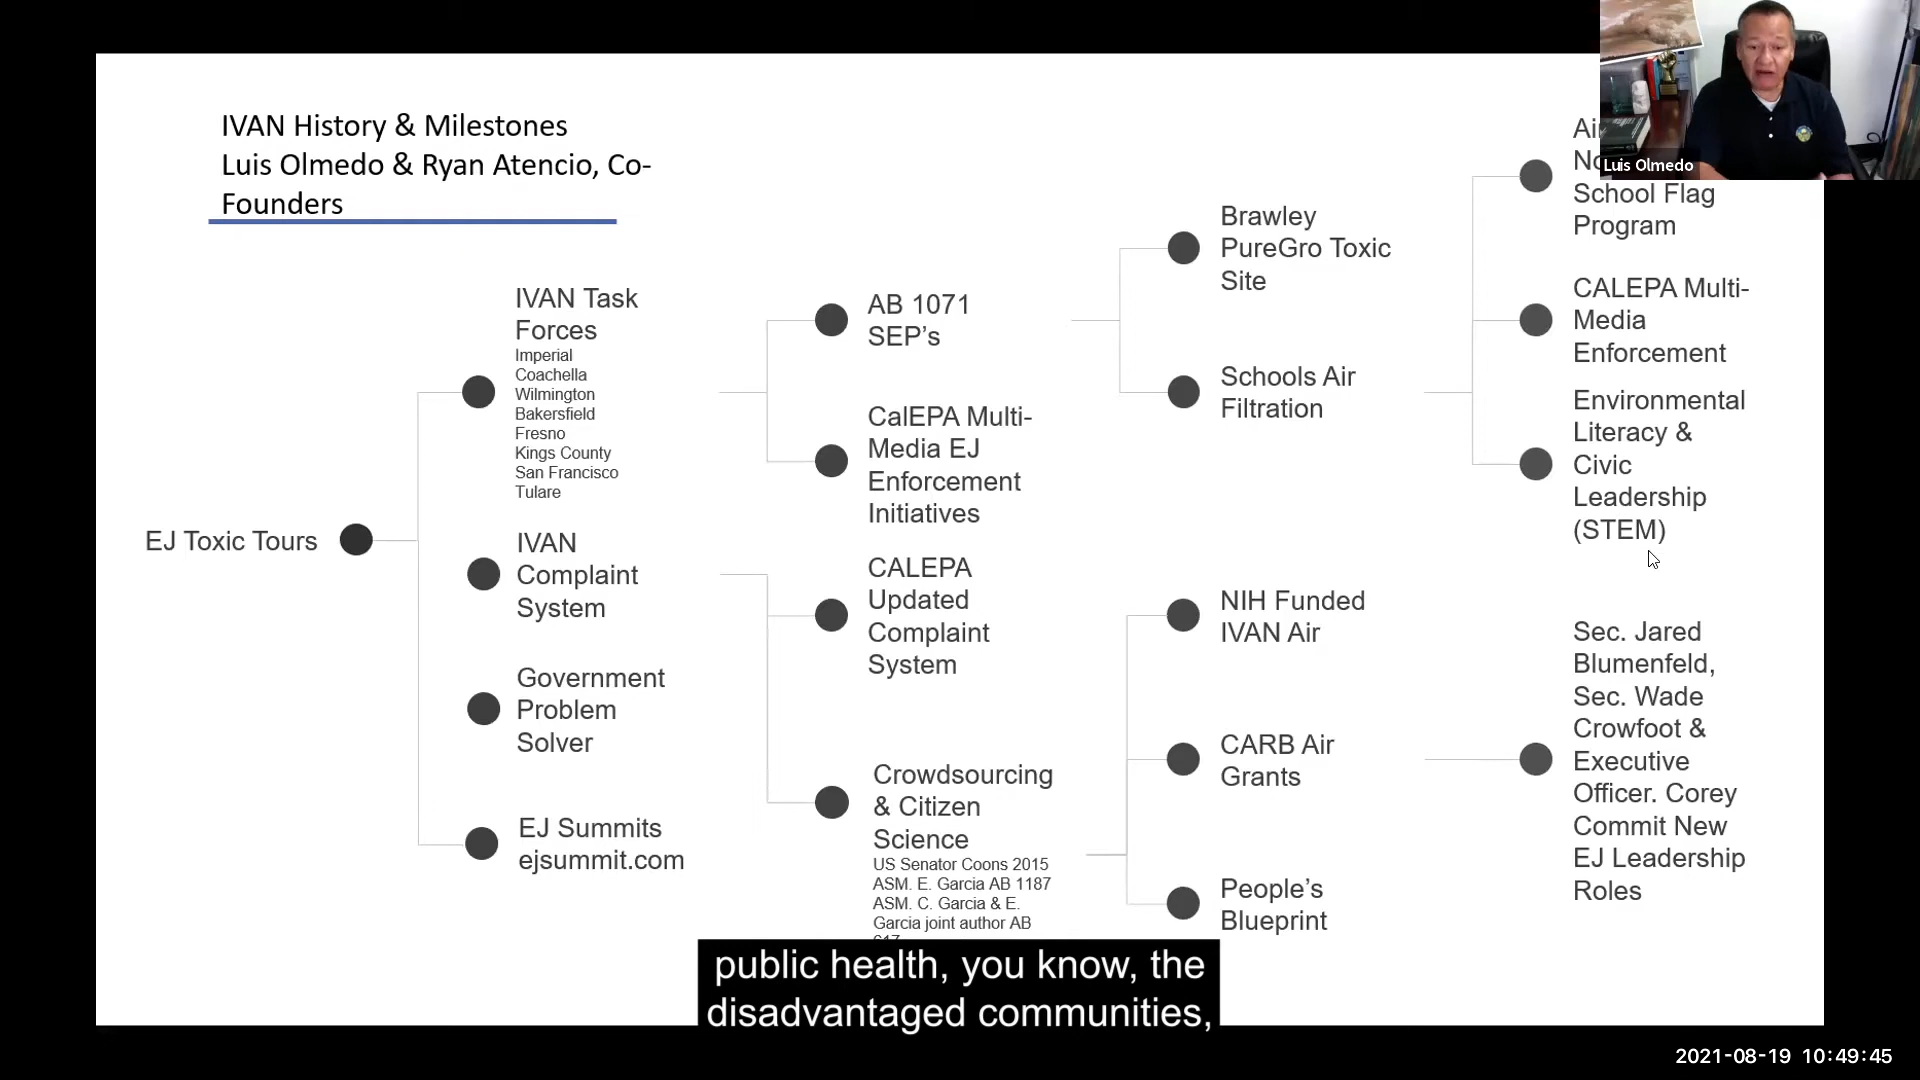 IVAN History & Milestones
Luis Olmedo & Ryan Atencio, Co-
Founders
EJ Toxic Tours
IVAN Task
Forces
Imperial
Coachella
Wilmington
Bakersfield
Fresno
Kings County
San Francisco
Tulare
IVAN
Complaint
System
Government
Problem
Solver
EJ Summits
ejsummit.com
AB 1071
SEP’s
CalEPA Multi-
Media EJ
Enforcement
Initiatives
CALEPA
Updated
Complaint
System
Crowdsourcing
& Citizen
Science
US Senator Coons 2015
ASM. E. Garcia AB 1187
ASM. C. Garcia & E.
Garcia joint author AB
Brawley
PureGro Toxic
Site
Schools Air
Filtration
NIH Funded
IVAN Air
CARB Air
Grants
People’s
Blueprint
School Flag
Program
CALEPA Multi-
Media
Enforcement
Environmental
Literacy &
Civic
Leadership
(STEM)
Sec. Jared
Blumenfeld,
Sec. Wade
Crowfoot &
Executive
Officer. Corey
Commit New
EJ Leadership
Roles
Luis Olmedo
public health, you know, the
disadvantaged communities,
2021-08-19 10:49:45